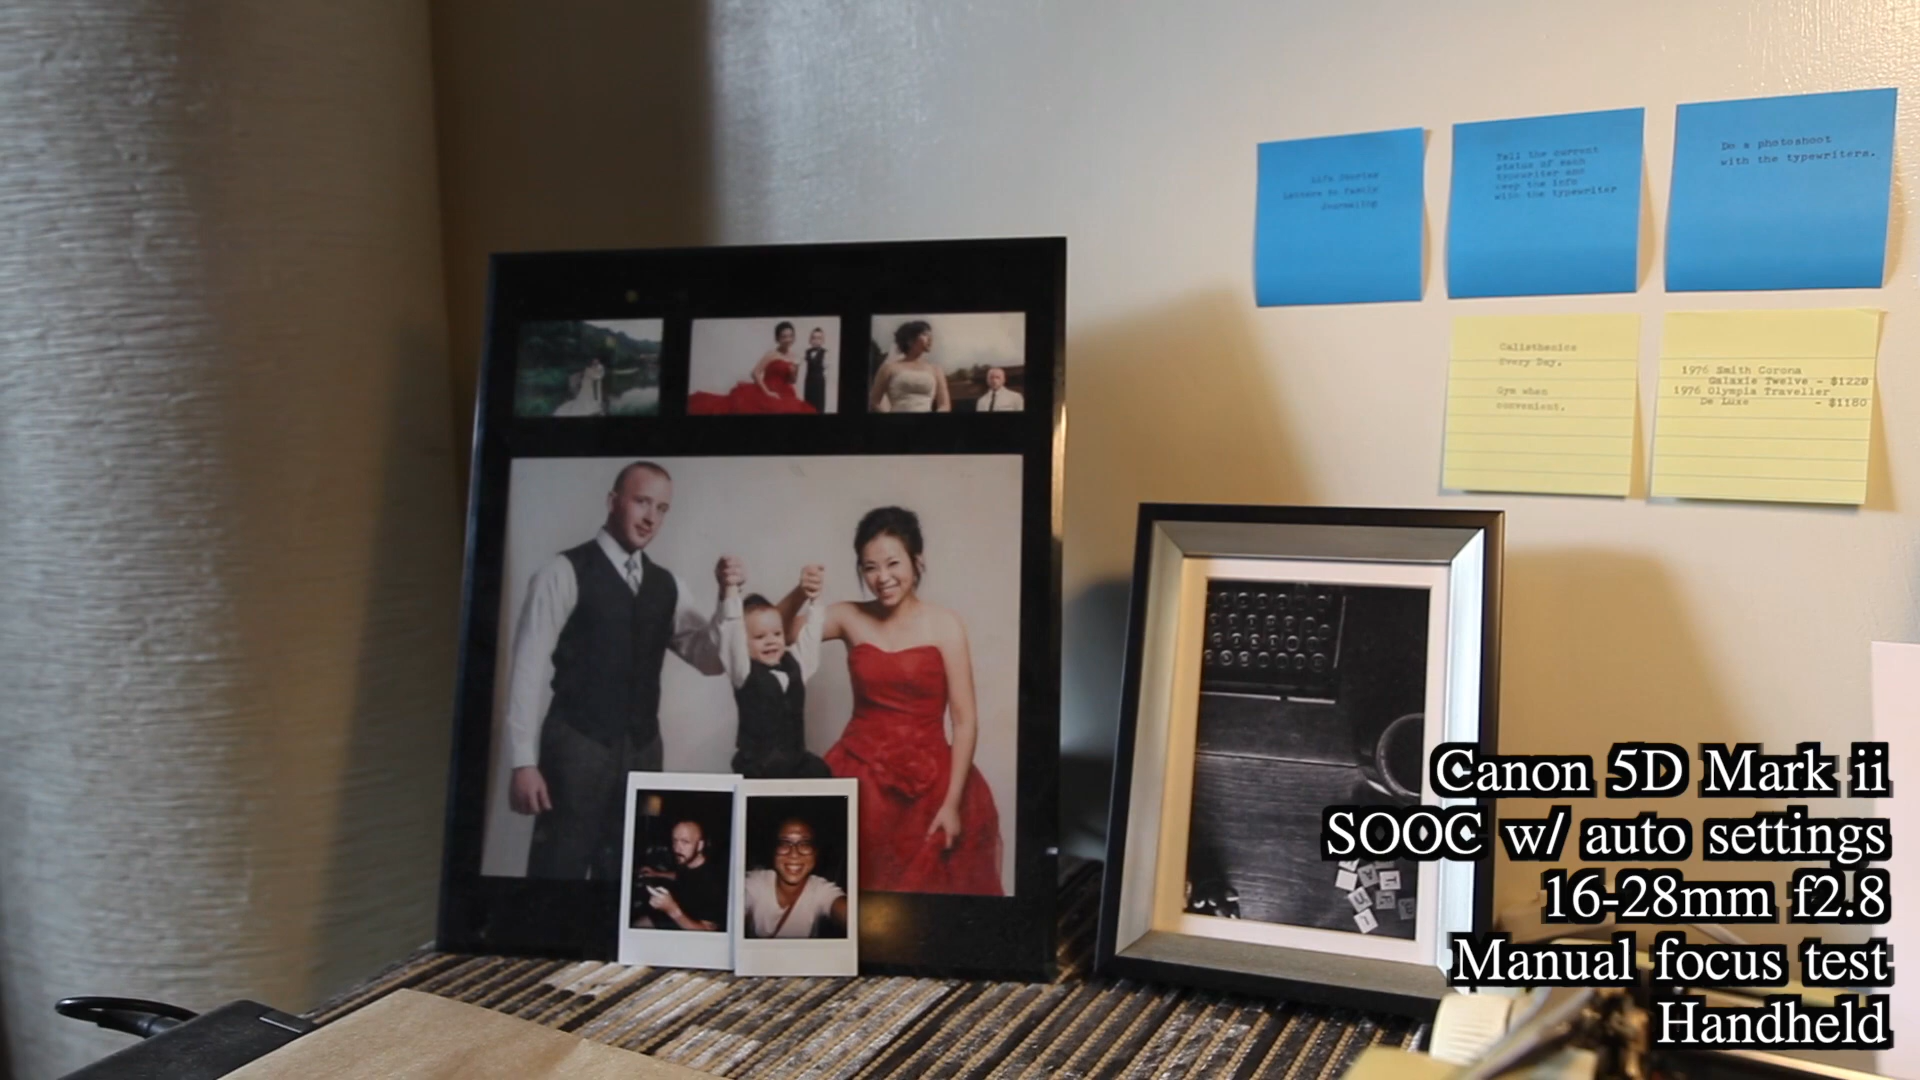 Life Stories
Letters to Family
Journaling
Tell the current
status of each
typewriter and
keep the info
with the typewriter
Do a photoshoot
with the typewriters.
Calisthenics
Every Day.
Gym when
convenient.
1976 Smith Corona
Galaxie Twelve - $1220
1976 Olympia Traveller
De Luxe - $1180
Canon 5D Mark ii
SOOC w/ auto settings
16-28mm f2.8
Manual focus test
Handheld